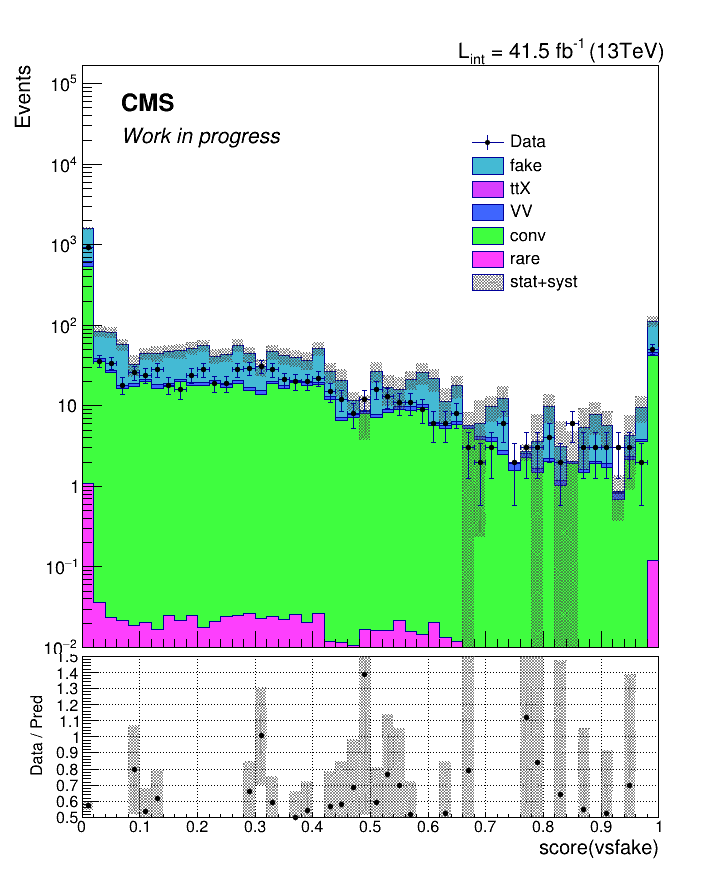 L_int = 41.5 fb^-1 (13TeV)
Events
10^5
CMS
Work in progress
Data
fake
ttX
VV
conv
rare
stat+syst
10^4
10^3
10^2
10
1
10^−1
10^−2
Data / Pred
1.5
1.4
1.3
1.2
1.1
1
0.9
0.8
0.7
0.6
0.5
0 0.1 0.2 0.3 0.4 0.5 0.6 0.7 0.8 0.9 1
score(vsfake)